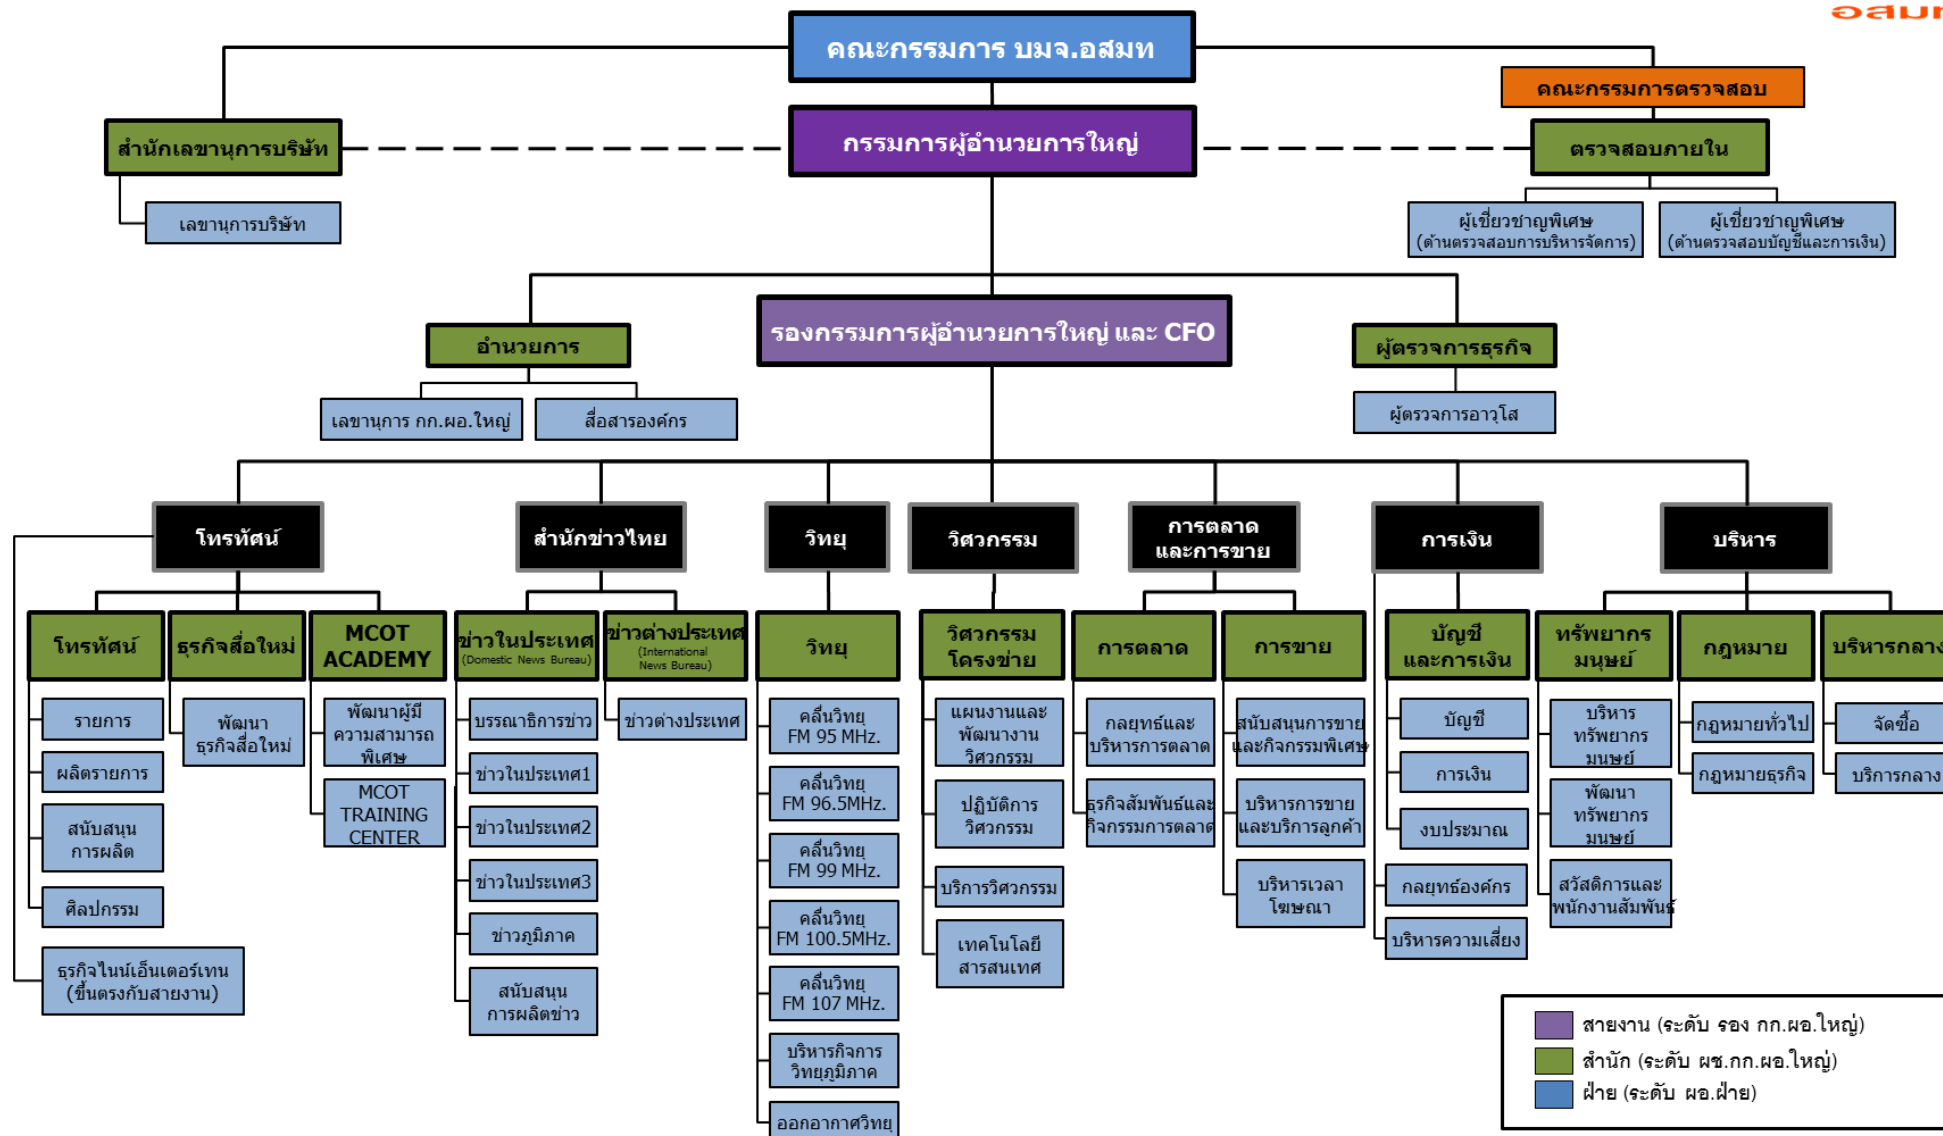 อสมท
คณะกรรมการ บมจ.อสมท
คณะกรรมการตรวจสอบ
สำนักเลขานุการบริษัท
กรรมการผู้อำนวยการใหญ่
ตรวจสอบภายใน
เลขานุการบริษัท
ผู้เชี่ยวชาญพิเศษ
(ด้านตรวจสอบการบริหารจัดการ)
ผู้เชี่ยวชาญพิเศษ
(ด้านตรวจสอบบัญชีและการเงิน)
อำนวยการ
รองกรรมการผู้อำนวยการใหญ่ และ CFO
ผู้ตรวจการธุรกิจ
เลขานุการ กก.ผอ.ใหญ่
สื่อสารองค์กร
ผู้ตรวจการอาวุโส
โทรทัศน์
สำนักข่าวไทย
วิทยุ
วิศวกรรม
การตลาด
และการขาย
การเงิน
บริหาร
โทรทัศน์
ธุรกิจสื่อใหม่
MCOT
ACADEMY
ข่าวในประเทศ
(Domestic News Bureau)
ข่าวต่างประเทศ
(International
News Bureau)
วิทยุ
วิศวกรรม
โครงข่าย
การตลาด
การขาย
บัญชี
และการเงิน
ทรัพยากร
มนุษย์
กฎหมาย
บริหารกลาง
รายการ
ผลิตรายการ
สนับสนุน
การผลิต
ศิลปกรรม
ธุรกิจไนน์เอ็นเตอร์เทน
(ขึ้นตรงกับสายงาน)
พัฒนา
ธุรกิจสื่อใหม่
พัฒนาผู้มี
ความสามารถ
พิเศษ
MCOT
TRAINING
CENTER
บรรณาธิการข่าว
ข่าวในประเทศ1
ข่าวในประเทศ2
ข่าวในประเทศ3
ข่าวภูมิภาค
สนับสนุน
การผลิตข่าว
ข่าวต่างประเทศ
คลื่นวิทยุ
FM 95 MHz.
คลื่นวิทยุ
FM 96.5MHz.
คลื่นวิทยุ
FM 99 MHz.
คลื่นวิทยุ
FM 100.5MHz.
คลื่นวิทยุ
FM 107 MHz.
บริหารกิจการ
วิทยุภูมิภาค
ออกอากาศวิทยุ
แผนงานและ
พัฒนางาน
วิศวกรรม
ปฏิบัติการ
วิศวกรรม
บริการวิศวกรรม
เทคโนโลยี
สารสนเทศ
กลยุทธ์และ
บริหารการตลาด
ธุรกิจสัมพันธ์และ
กิจกรรมการตลาด
สนับสนุนการขาย
และกิจกรรมพิเศษ
บริหารการขาย
และบริการลูกค้า
บริหารเวลา
โฆษณา
บัญชี
การเงิน
งบประมาณ
กลยุทธ์องค์กร
บริหารความเสี่ยง
บริหาร
ทรัพยากร
มนุษย์
พัฒนา
ทรัพยากร
มนุษย์
สวัสดิการและ
พนักงานสัมพันธ์
กฎหมายทั่วไป
กฎหมายธุรกิจ
จัดซื้อ
บริการกลาง
สายงาน (ระดับ รอง กก.ผอ.ใหญ่)
สำนัก (ระดับ ผช.กก.ผอ.ใหญ่)
ฝ่าย (ระดับ ผอ.ฝ่าย)